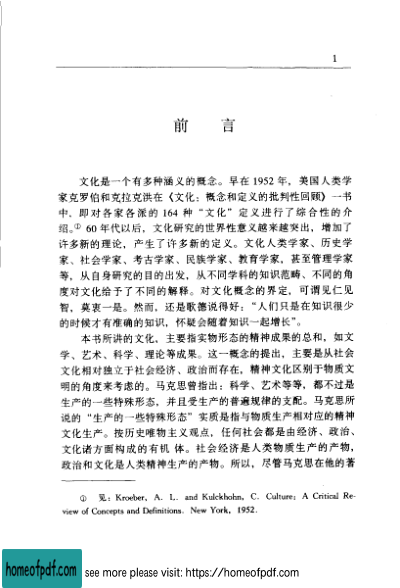 1
前 言
文化是一个有多种涵义的概念。早在 1952 年，美国人类学
家克罗伯和克拉克洪在《文化：概念和定义的批判性回顾》一书
中，即对各家各派的 164 种“文化”定义进行了综合性的介
绍。① 60 年代以后，文化研究的世界性意义越来越突出，增加了
许多新的理论，产生了许多新的定义。文化人类学家、历史学
家、社会学家、考古学家、民族学家、教育学家，甚至管理学家
等，从自身研究的目的出发，从不同学科的知识范畴、不同的角
度对文化给予了不同的解释。对文化概念的界定，可谓见仁见
智，莫衷一是。然而，还是歌德说得好：“人们只是在知识很少
的时候才有准确的知识，怀疑会随着知识一起增长”。
本书所讲的文化，主要指实物形态的精神成果的总和，如文
学、艺术、科学、理论等成果。这一概念的提出，主要是从社会
文化相对独立于社会经济、政治而存在，精神文化区别于物质文
明的角度来考虑的。马克思曾指出：科学、艺术等等，都不过是
生产的一些特殊形态，并且受生产的普遍规律的支配。马克思所
说的“生产的一些特殊形态”实质是指与物质生产相对应的精神
文化生产。按历史唯物主义观点，任何社会都是由经济、政治、
文化诸方面构成的有机 体。社会经济是人类物质生产的产物，
政治和文化是人类精神生产的产物。所以，尽管马克思在他的著
① 见：Kroeber, A. L. and Kulckhohn, C. Culture: A Critical Re-
view of Concepts and Definitions. New York, 1952.
homeofpdf.com
see more please visit: https://homeofpdf.com